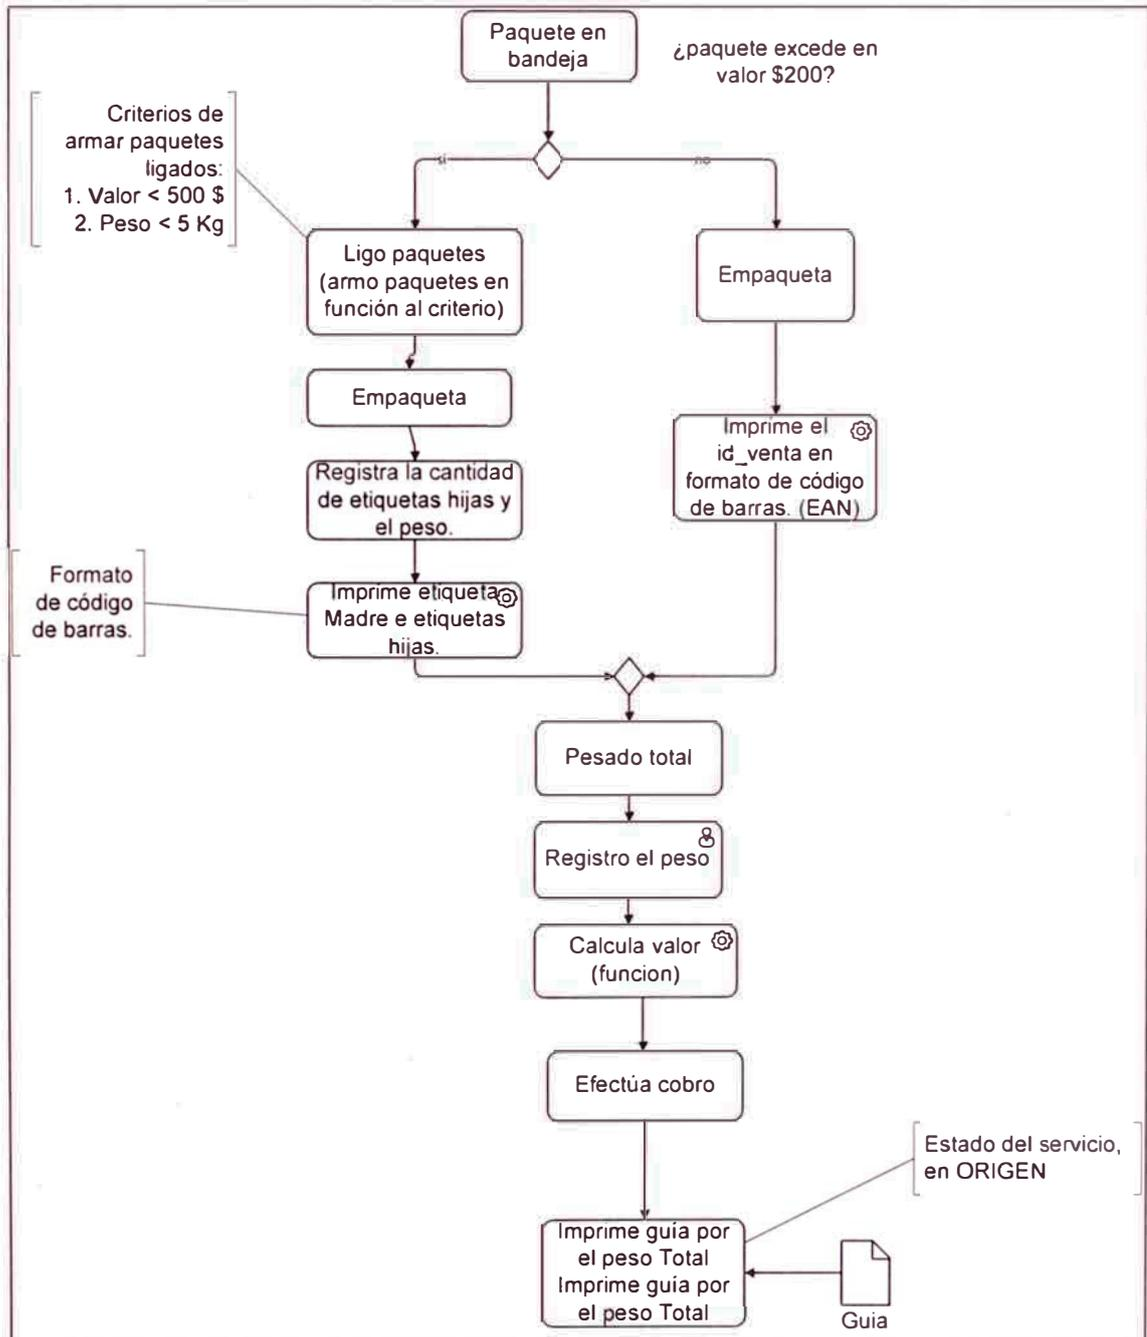 Paquete en
bandeja
¿paquete excede en
valor $200?
Criterios de
armar paquetes
ligados:
1. Valor < 500 $
2. Peso < 5 Kg
si
no
Ligo paquetes
(armo paquetes en
función al criterio)
Empaqueta
Empaqueta
Imprime el
id_venta en
formato de código
de barras. (EAN)
Registra la cantidad
de etiquetas hijas y
el peso.
Formato
de código
de barras.
Imprime etiqueta
Madre e etiquetas
hijas.
Pesado total
Registro el peso
Calcula valor
(funcion)
Efectúa cobro
Estado del servicio,
en ORIGEN
Imprime guía por
el peso Total
Imprime guía por
el peso Total
Guia